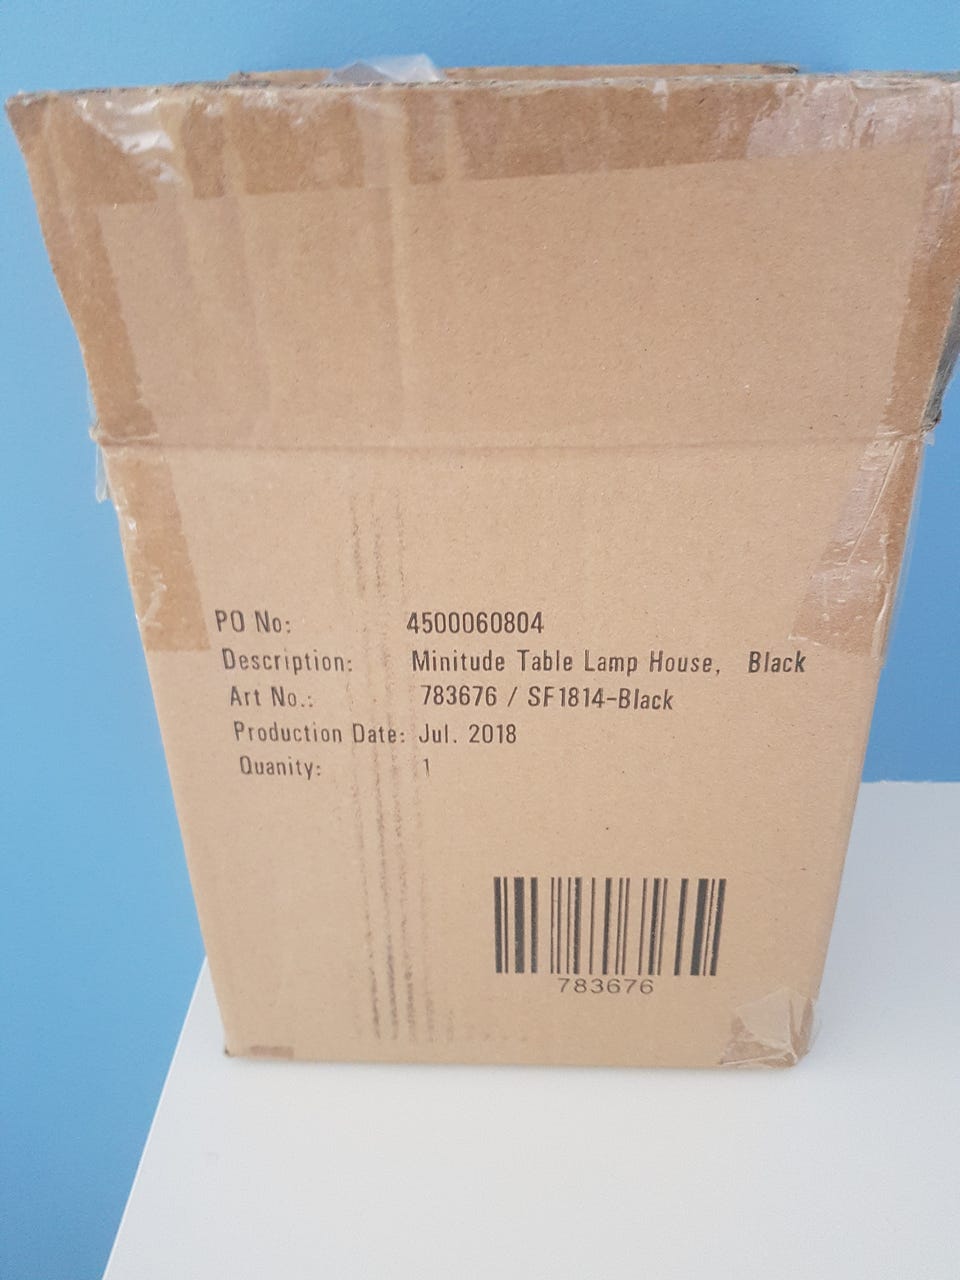 PO No: 4500060804
Description: Minitude Table Lamp House, Black
Art No.: 783676 / SF1814-Black
Production Date: Jul. 2018
Quanity: 1
783676